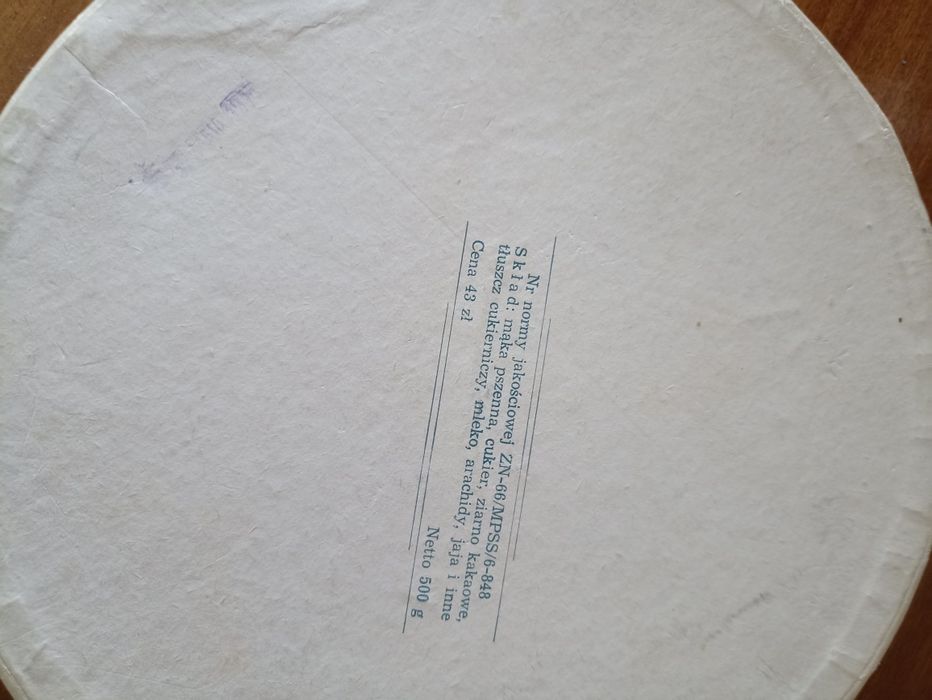 Nr normy jakościowej ZN-66/MPSS/6-848
Skład: mąka pszenna, cukier, ziarno kakaowe,
tłuszcz cukierniczy, mleko, arachidy, jaja i inne
Cena 43 zł Netto 500 g